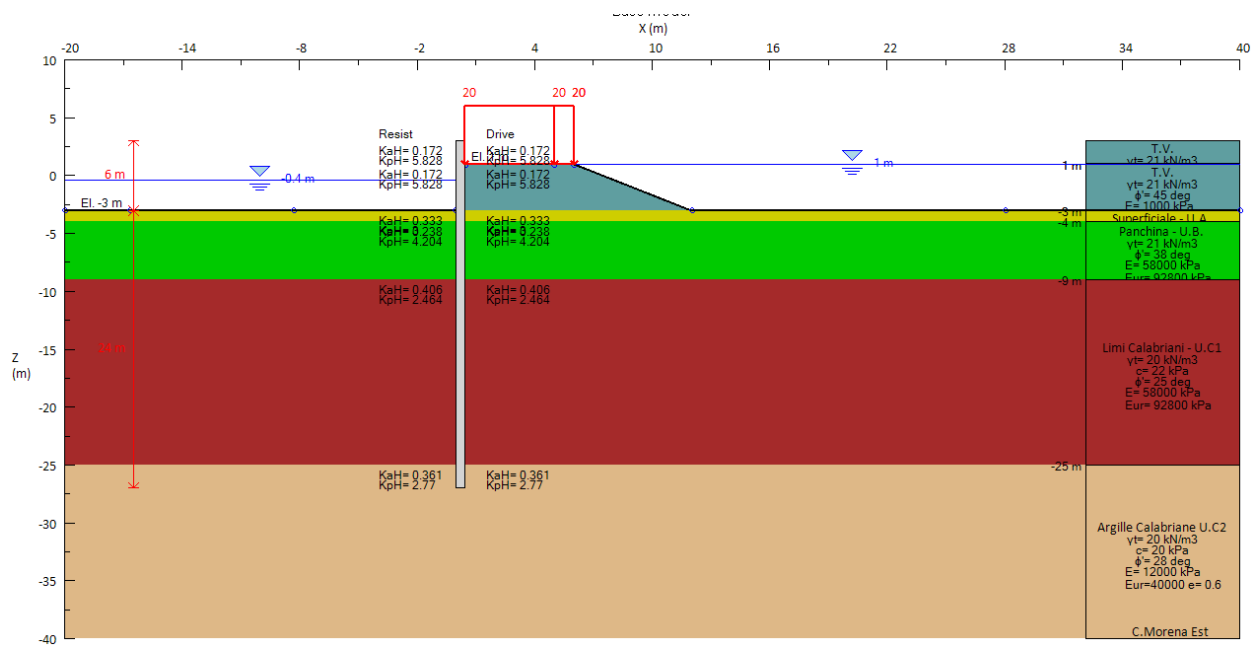 X (m)
-20 -14 -8 -2 4 10 16 22 28 34 40
10
5
0
-5
-10
-15
-20
-25
-30
-35
-40
Z
(m)
20 20 20
Resist Drive
KaH= 0.172 KaH= 0.172
KpH= 5.828 KpH= 5.828
KaH= 0.172 KaH= 0.172
KpH= 5.828 KpH= 5.828
El.
6 m
-0.4 m
1 m
El. -3 m
KaH= 0.333 KaH= 0.333
KpH= 4.204 KpH= 4.204
KaH= 0.406 KaH= 0.406
KpH= 2.464 KpH= 2.464
KaH= 0.361 KaH= 0.361
KpH= 2.77 KpH= 2.77
1 m
-3 m
-4 m
-9 m
-25 m
T.V.
γt= 21 kN/m3
T.V.
γt= 21 kN/m3
ϕ'= 45 deg
E= 1000 kPa
Superficiale - U.A.
Panchina - U.B.
γt= 21 kN/m3
ϕ'= 38 deg
E= 58000 kPa
Eur= 92800 kPa
Limi Calabriani - U.C1
γt= 20 kN/m3
c= 22 kPa
ϕ'= 25 deg
E= 58000 kPa
Eur= 92800 kPa
Argille Calabriane U.C2
γt= 20 kN/m3
c= 20 kPa
ϕ'= 28 deg
E= 12000 kPa
Eur=40000 e= 0.6
C.Morena Est